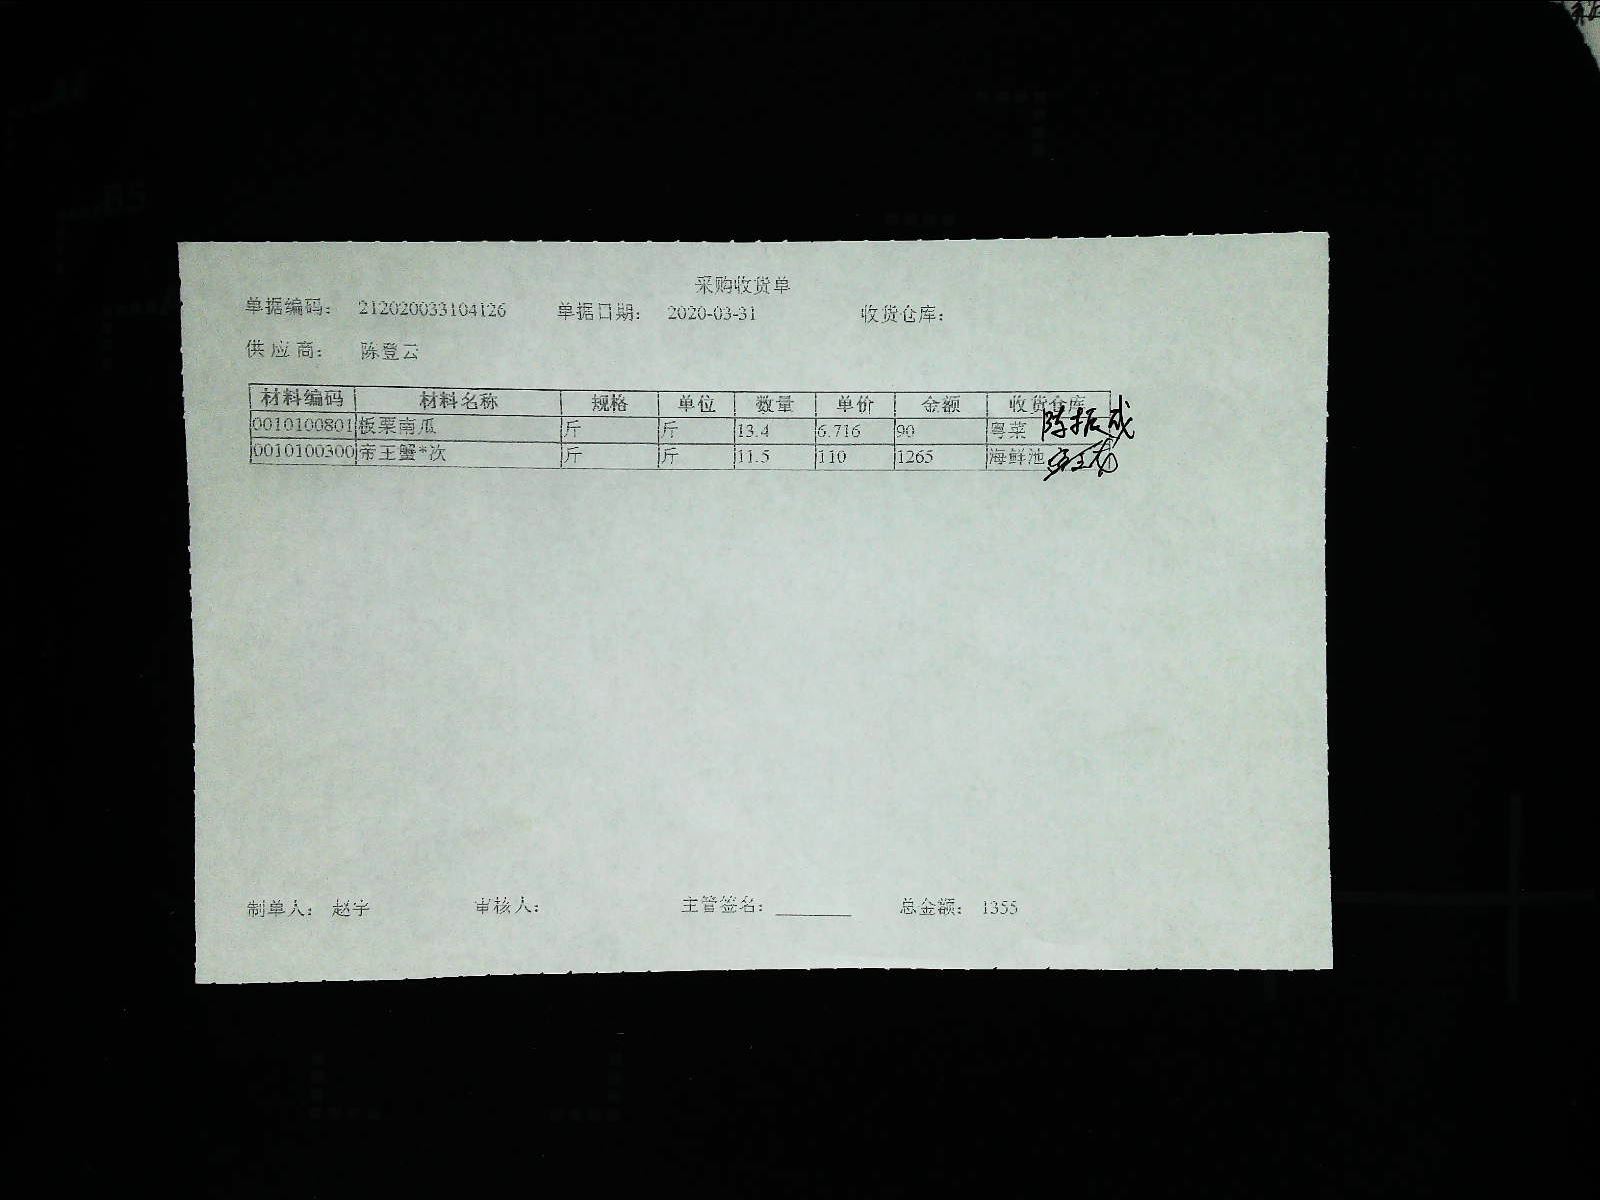 采购收货单
单据编码： 212020033104126 单据日期： 2020-03-31 收货仓库：
供应商： 陈登云
材料编码 材料名称 规格 单位 数量 单价 金额 收货仓库
0010100801 板栗南瓜 斤 斤 13.4 6.716 90 粤菜 陈振成
0010100300 帝王蟹*次 斤 斤 11.5 110 1265 海鲜池
制单人： 赵宇 审核人： 主管签名： 总金额： 1355